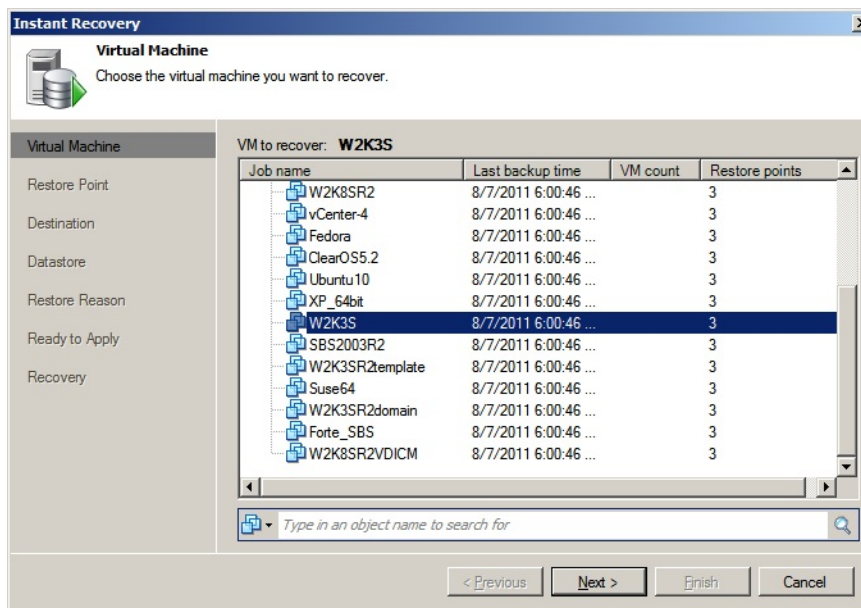 Instant Recovery
Virtual Machine
Choose the virtual machine you want to recover.
Virtual Machine
Restore Point
Destination
Datastore
Restore Reason
Ready to Apply
Recovery
VM to recover: W2K3S
Job name Last backup time VM count Restore points
W2K8SR2 8/7/2011 6:00:46 ... 3
vCenter-4 8/7/2011 6:00:46 ... 3
Fedora 8/7/2011 6:00:46 ... 3
ClearOS5.2 8/7/2011 6:00:46 ... 3
Ubuntu10 8/7/2011 6:00:46 ... 3
XP_64bit 8/7/2011 6:00:46 ... 3
W2K3S 8/7/2011 6:00:46 ... 3
SBS2003R2 8/7/2011 6:00:46 ... 3
W2K3SR2template 8/7/2011 6:00:46 ... 3
Suse64 8/7/2011 6:00:46 ... 3
W2K3SR2domain 8/7/2011 6:00:46 ... 3
Forte_SBS 8/7/2011 6:00:46 ... 3
W2K8SR2VDICM 8/7/2011 6:00:46 ... 3
Type in an object name to search for
< Previous Next > Finish Cancel